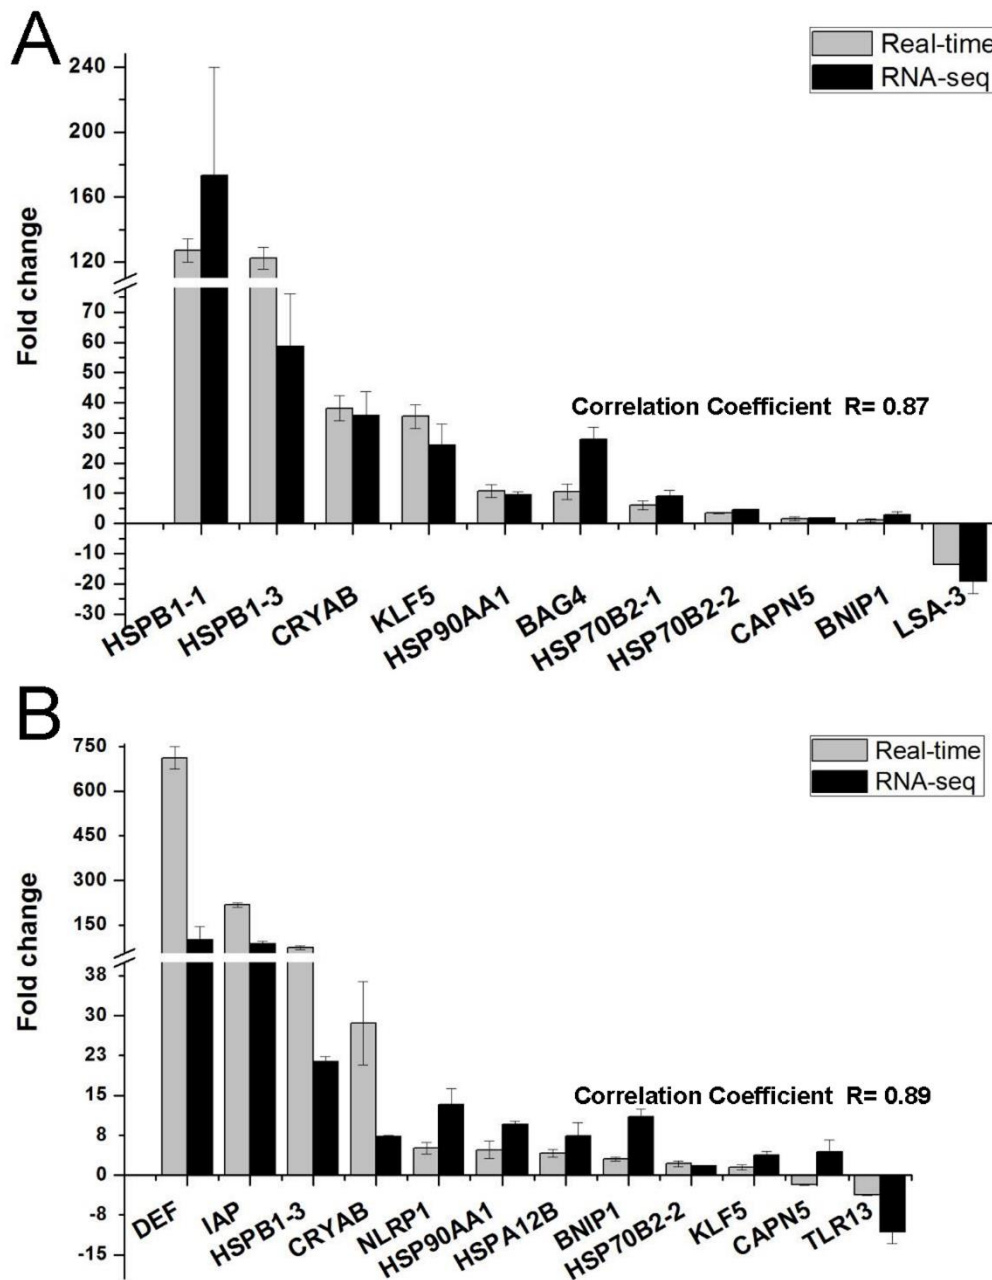 A
Real-time
RNA-seq
240
200
160
120
70
60
50
40
30
20
10
0
-10
-20
-30
Fold change
Correlation Coefficient R= 0.87
HSPB1-1
HSPB1-3
CRYAB
KLF5
HSP90AA1
BAG4
HSP70B2-1
HSP70B2-2
CAPN5
BNIP1
LSA-3
B
Real-time
RNA-seq
750
600
450
300
150
38
30
23
15
8
0
-8
-15
Fold change
Correlation Coefficient R= 0.89
DEF
IAP
HSPB1-3
CRYAB
NLRP1
HSP90AA1
HSPA12B
BNIP1
HSP70B2-2
KLF5
CAPN5
TLR13